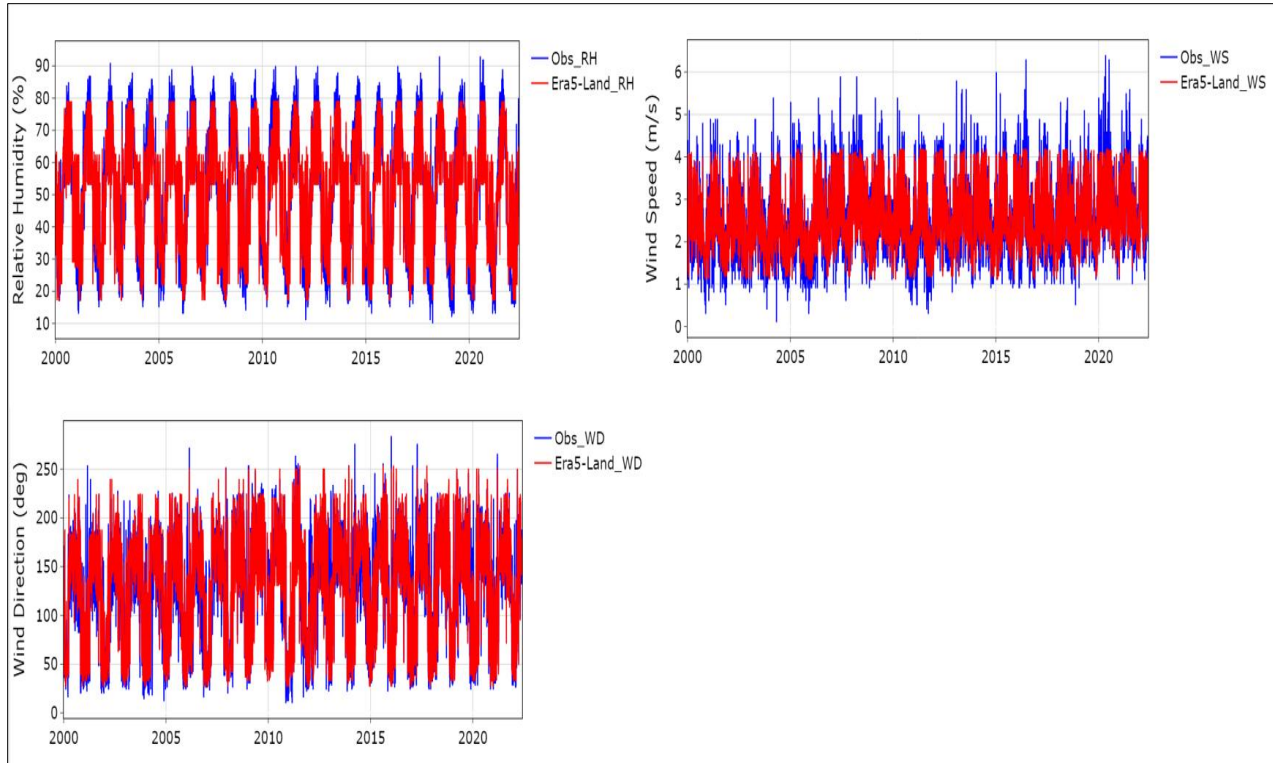 Relative Humidity (%)
90
80
70
60
50
40
30
20
10
2000 2005 2010 2015 2020
Obs_RH
Era5-Land_RH
Wind Speed (m/s)
6
5
4
3
2
1
0
2000 2005 2010 2015 2020
Obs_WS
Era5-Land_WS
Wind Direction (deg)
250
200
150
100
50
0
2000 2005 2010 2015 2020
Obs_WD
Era5-Land_WD